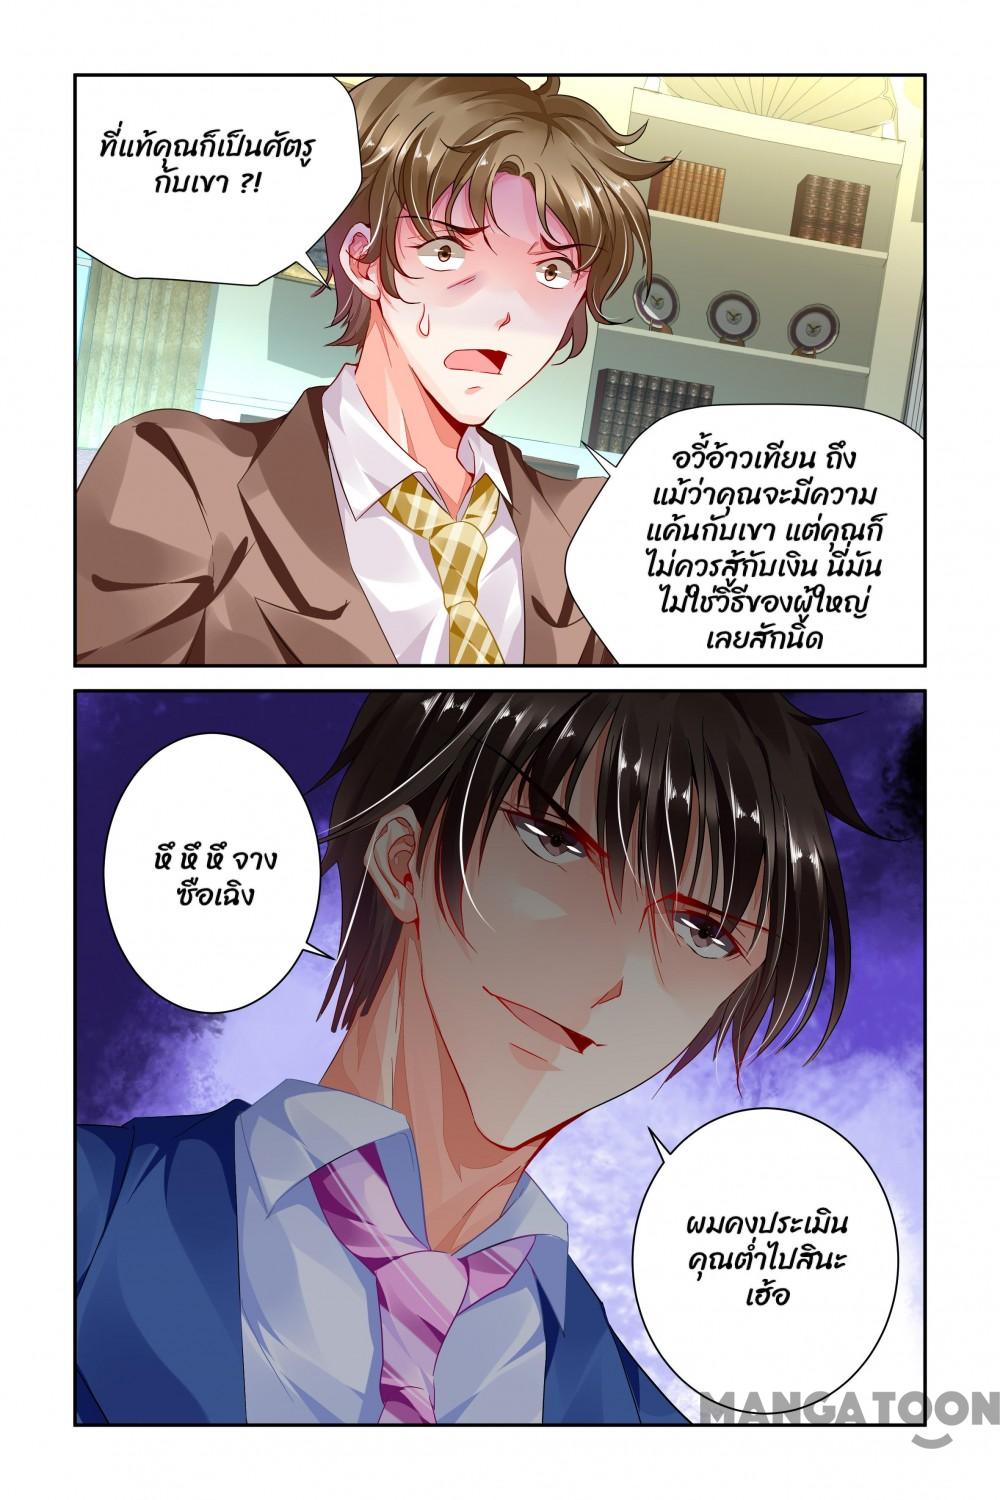 ที่แท้คุณก็เป็นศัตรู
กับเขา ?!
อวี้อ้าวเทียน ถึง
แม้ว่าคุณจะมีความ
แค้นกับเขา แต่คุณก็
ไม่ควรสู้กับเงิน นี่มัน
ไม่ใช่วิธีของผู้ใหญ่
เลยสักนิด
หึ หึ หึ จาง
ซือเฉิง
ผมคงประเมิน
คุณต่ำไปสินะ
เฮ้อ
MANGATOON